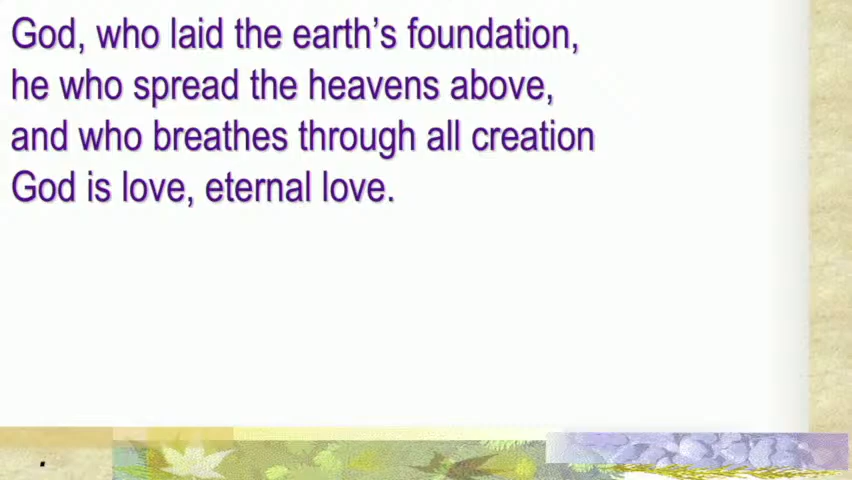 God, who laid the earth’s foundation,
he who spread the heavens above,
and who breathes through all creation
God is love, eternal love.
.